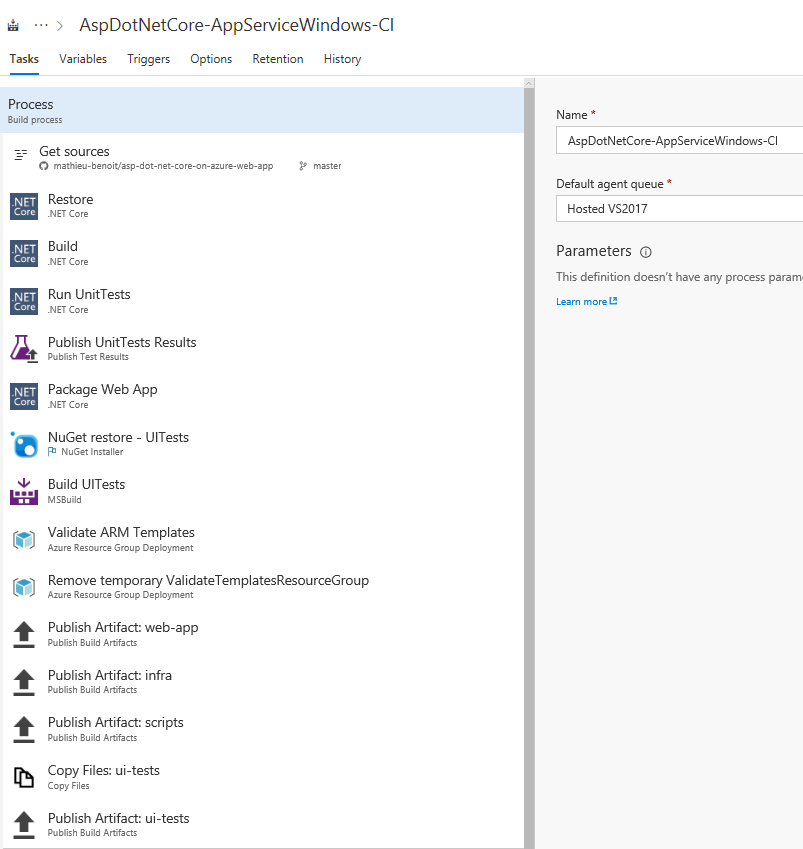 ··· > AspDotNetCore-AppServiceWindows-CI
Tasks Variables Triggers Options Retention History
Process
Build process
Get sources
mathieu-benoit/asp-dot-net-core-on-azure-web-app master
.NET Core Restore
.NET Core
.NET Core Build
.NET Core
.NET Core Run UnitTests
.NET Core
Publish UnitTests Results
Publish Test Results
.NET Core Package Web App
.NET Core
NuGet restore - UITests
NuGet Installer
Build UITests
MSBuild
Validate ARM Templates
Azure Resource Group Deployment
Remove temporary ValidateTemplatesResourceGroup
Azure Resource Group Deployment
Publish Artifact: web-app
Publish Build Artifacts
Publish Artifact: infra
Publish Build Artifacts
Publish Artifact: scripts
Publish Build Artifacts
Copy Files: ui-tests
Copy Files
Publish Artifact: ui-tests
Publish Build Artifacts
Name *
AspDotNetCore-AppServiceWindows-CI
Default agent queue *
Hosted VS2017
Parameters
This definition doesn't have any process param
Learn more